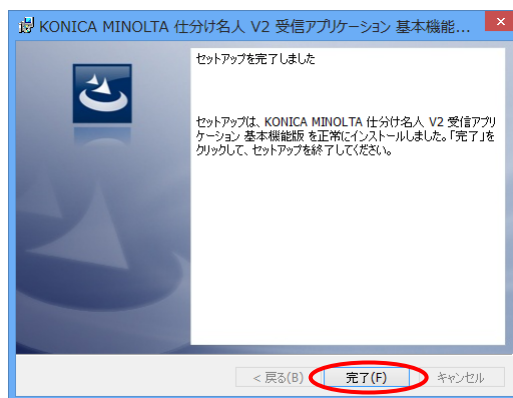 KONICA MINOLTA 仕分け名人 V2 受信アプリケーション 基本機能...
セットアップを完了しました
セットアップは、KONICA MINOLTA 仕分け名人 V2 受信アプリ
ケーション 基本機能版 を正常にインストールしました。「完了」を
クリックして、セットアップを終了してください。
< 戻る(B)
完了(F)
キャンセル